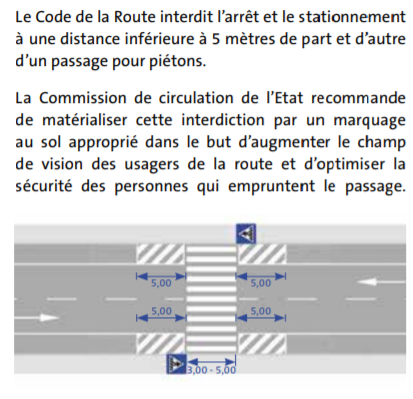 Le Code de la Route interdit l'arrêt et le stationnement
à une distance inférieure à 5 mètres de part et d'autre
d'un passage pour piétons.
La Commission de circulation de l'Etat recommande
de matérialiser cette interdiction par un marquage
au sol approprié dans le but d'augmenter le champ
de vision des usagers de la route et d'optimiser la
sécurité des personnes qui empruntent le passage.
5,00 5,00
5,00 5,00
3,00 - 5,00